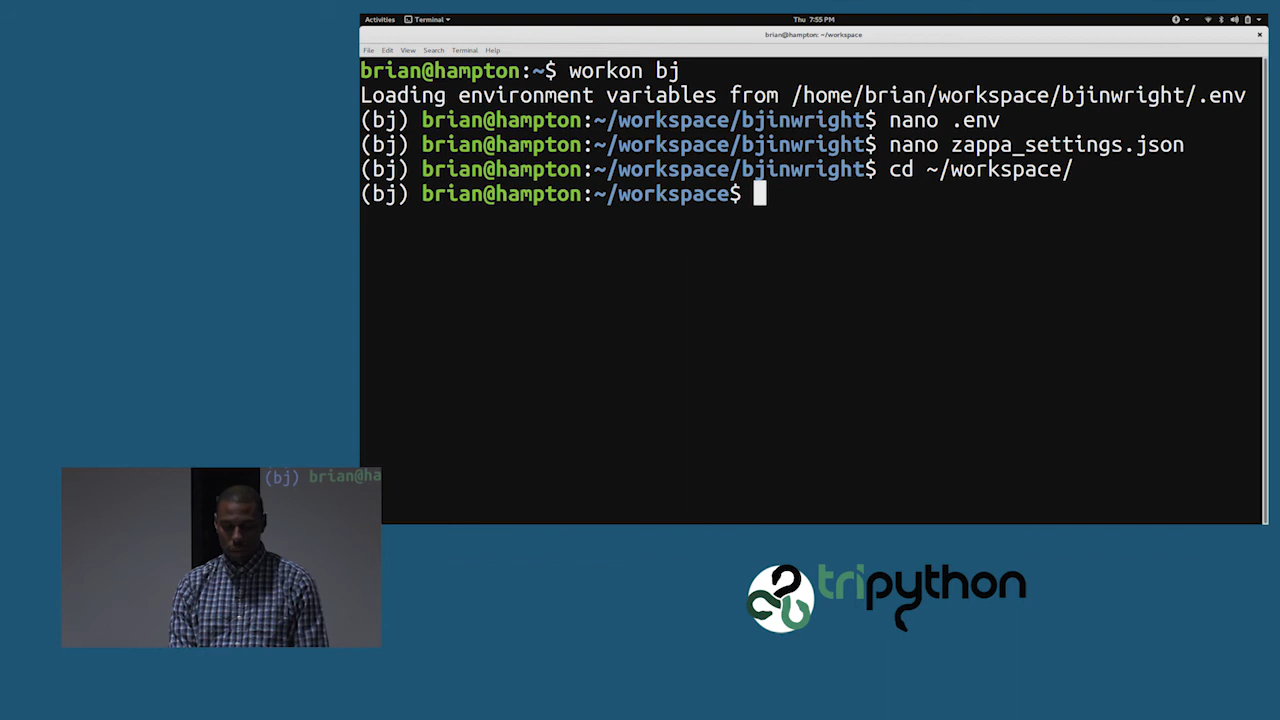 Activities Terminal Thu 7:55 PM
brian@hampton: ~/workspace
File Edit View Search Terminal Help
brian@hampton:~$ workon bj
Loading environment variables from /home/brian/workspace/bjinwright/.env
(bj) brian@hampton:~/workspace/bjinwright$ nano .env
(bj) brian@hampton:~/workspace/bjinwright$ nano zappa_settings.json
(bj) brian@hampton:~/workspace/bjinwright$ cd ~/workspace/
(bj) brian@hampton:~/workspace$
(bj) brian@ha
tripython